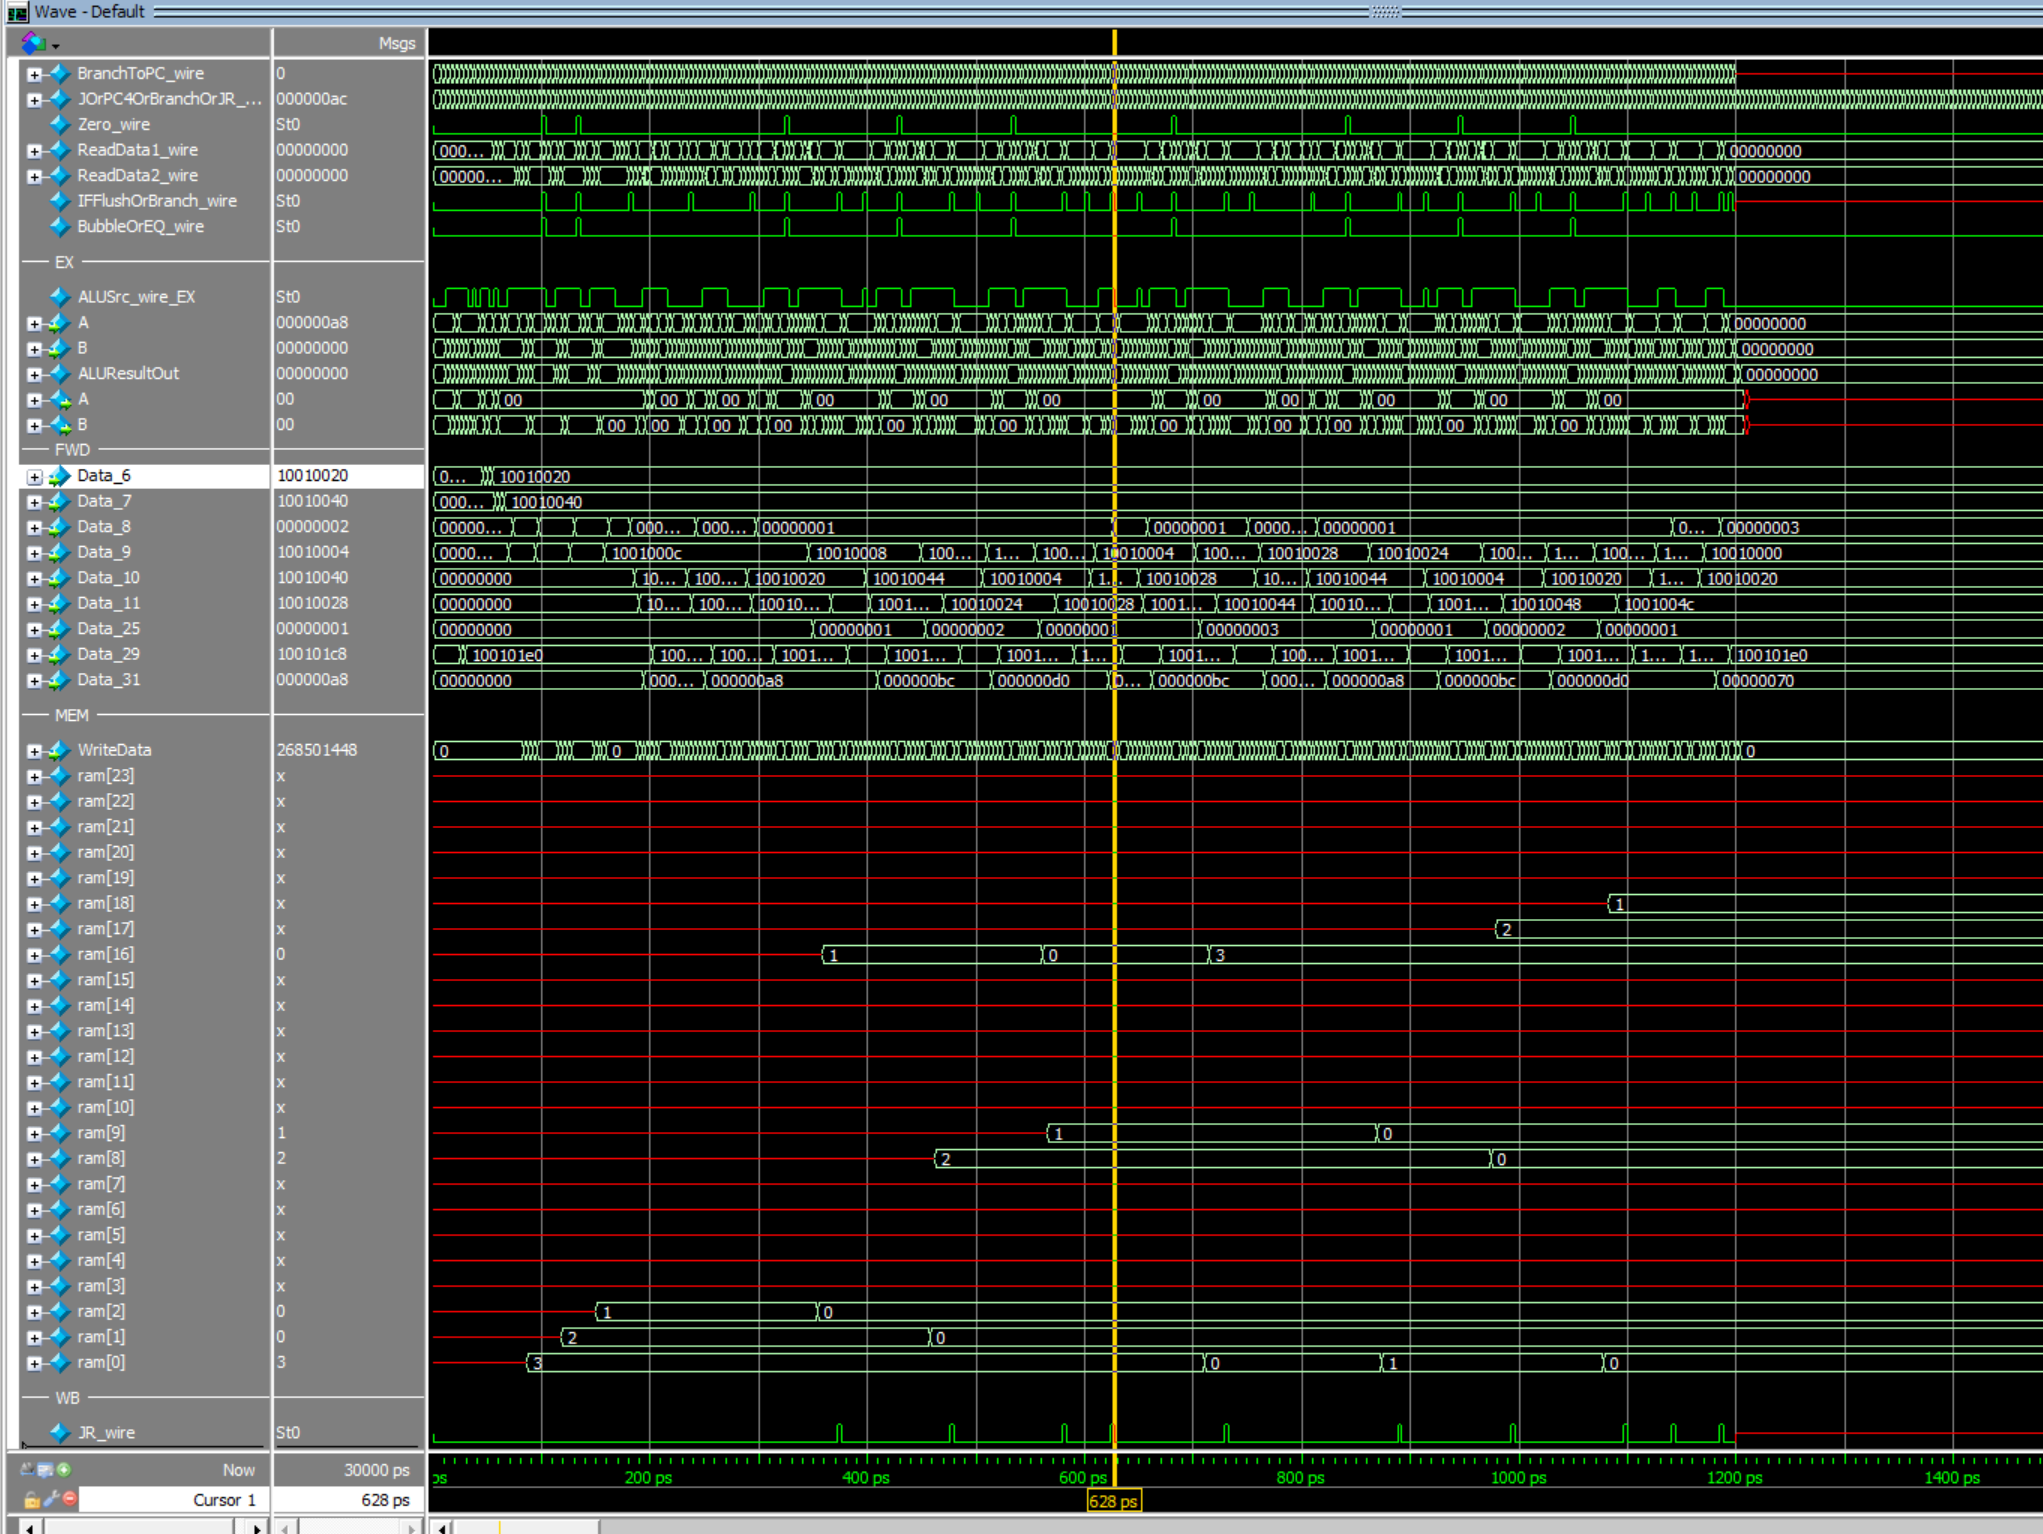 Wave - Default
Msgs
BranchToPC_wire 0
JOrPC4OrBranchOrJR_... 000000ac
Zero_wire St0
ReadData1_wire 00000000 000... 00000000
ReadData2_wire 00000000 00000... 00000000
IFFlushOrBranch_wire St0
BubbleOrEQ_wire St0
EX
ALUSrc_wire_EX St0
A 000000a8 00000000
B 00000000 00000000
ALUResultOut 00000000 00000000
A 00 00 00 00 00 00 00 00 00 00 00 00
B 00 00 00 00 00 00 00 00 00 00 00 00
FWD
Data_6 10010020 0... 10010020
Data_7 10010040 000... 10010040
Data_8 00000002 00000... 000... 000... 00000001 00000001 0000... 00000001 0... 00000003
Data_9 10010004 0000... 1001000c 10010008 100... 1... 100... 10010004 100... 10010028 10010024 100... 1... 100... 1... 10010000
Data_10 10010040 00000000 10... 100... 10010020 10010044 10010004 1... 10010028 10... 10010044 10010004 10010020 1... 10010020
Data_11 10010028 00000000 10... 100... 10010... 1001... 10010024 10010028 1001... 10010044 10010... 1001... 10010048 1001004c
Data_25 00000001 00000000 00000001 00000002 00000001 00000003 00000001 00000002 00000001
Data_29 100101c8 100101e0 100... 100... 1001... 1001... 1001... 1... 1001... 100... 1001... 1001... 1001... 1... 1... 100101e0
Data_31 000000a8 00000000 000... 000000a8 000000bc 000000d0 0... 000000bc 000... 000000a8 000000bc 000000d0 00000070
MEM
WriteData 268501448 0 0 0
ram[23] x
ram[22] x
ram[21] x
ram[20] x
ram[19] x
ram[18] x 1
ram[17] x 2
ram[16] 0 1 0 3
ram[15] x
ram[14] x
ram[13] x
ram[12] x
ram[11] x
ram[10] x
ram[9] 1 1 0
ram[8] 2 2 0
ram[7] x
ram[6] x
ram[5] x
ram[4] x
ram[3] x
ram[2] 0 1 0
ram[1] 0 2 0
ram[0] 3 3 0 1 0
WB
JR_wire St0
Now 30000 ps ps 200 ps 400 ps 600 ps 800 ps 1000 ps 1200 ps 1400 ps
Cursor 1 628 ps 628 ps